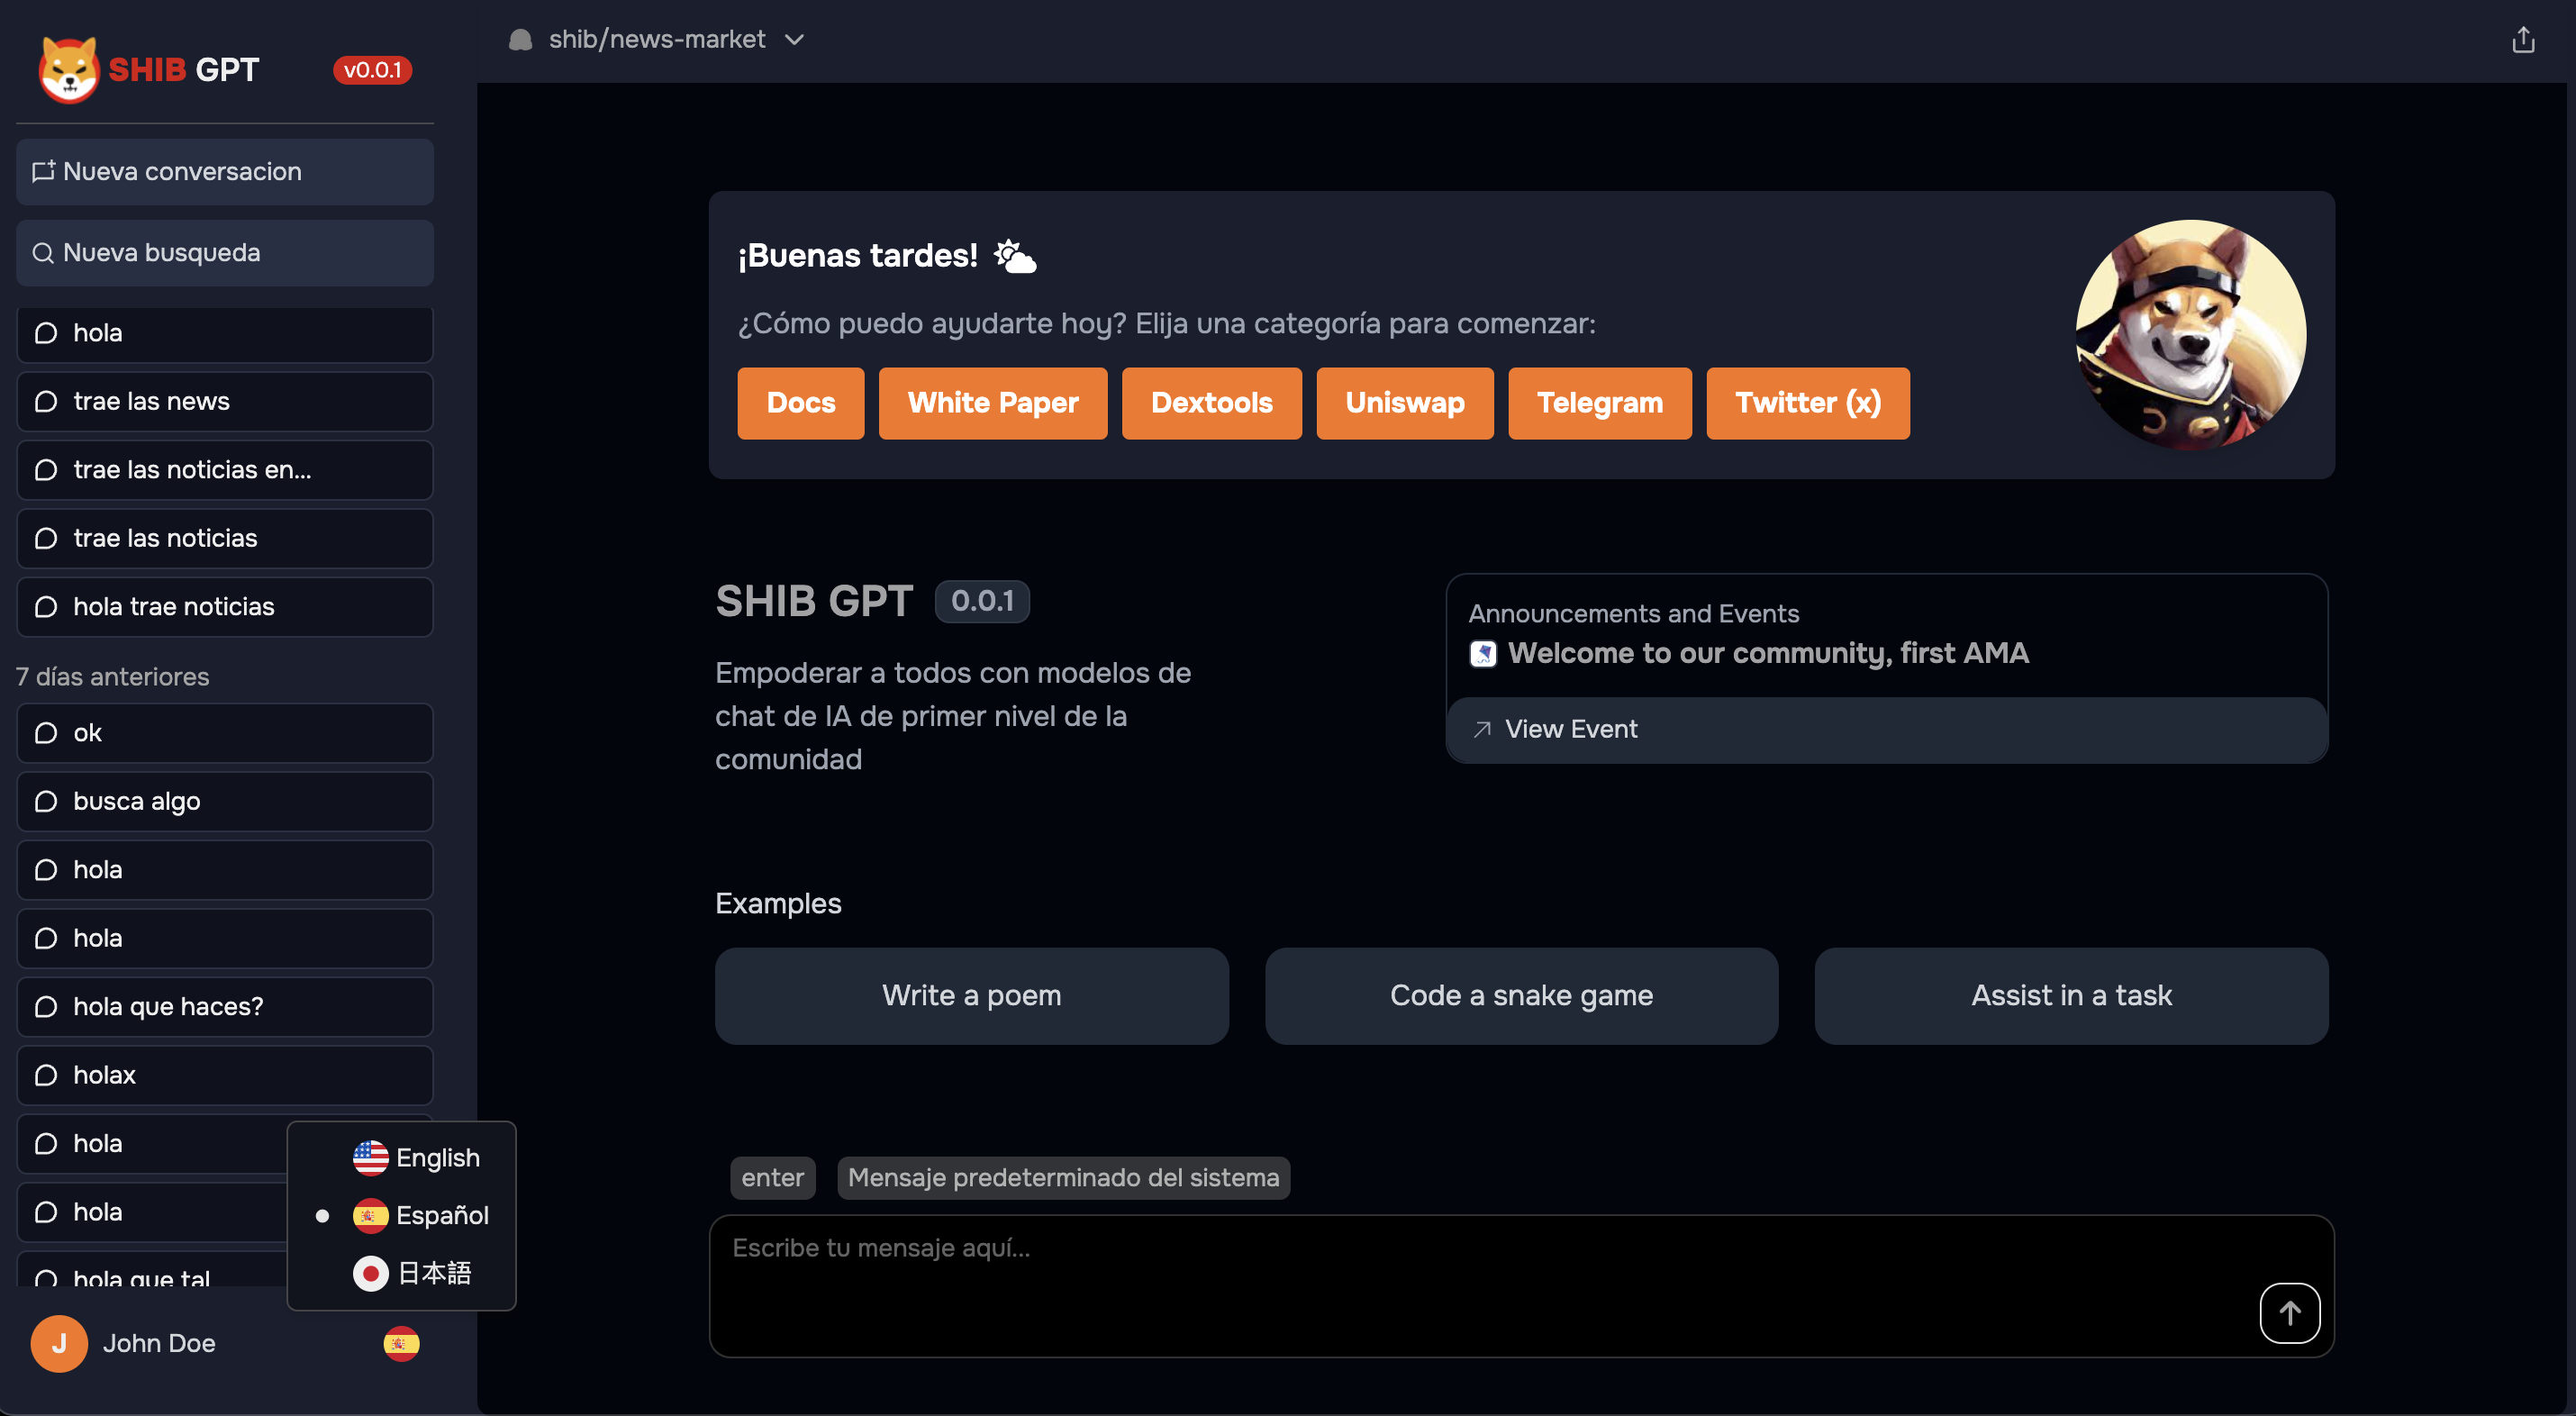 SHIB GPT
v0.0.1
Nueva conversacion
Nueva busqueda
hola
trae las news
trae las noticias en...
trae las noticias
hola trae noticias
7 días anteriores
ok
busca algo
hola
hola
hola que haces?
holax
hola
hola
hola que tal
English
Español
日本語
J
John Doe
shib/news-market
¡Buenas tardes!
¿Cómo puedo ayudarte hoy? Elija una categoría para comenzar:
Docs
White Paper
Dextools
Uniswap
Telegram
Twitter (x)
SHIB GPT
0.0.1
Empoderar a todos con modelos de
chat de IA de primer nivel de la
comunidad
Announcements and Events
Welcome to our community, first AMA
View Event
Examples
Write a poem
Code a snake game
Assist in a task
enter
Mensaje predeterminado del sistema
Escribe tu mensaje aquí...